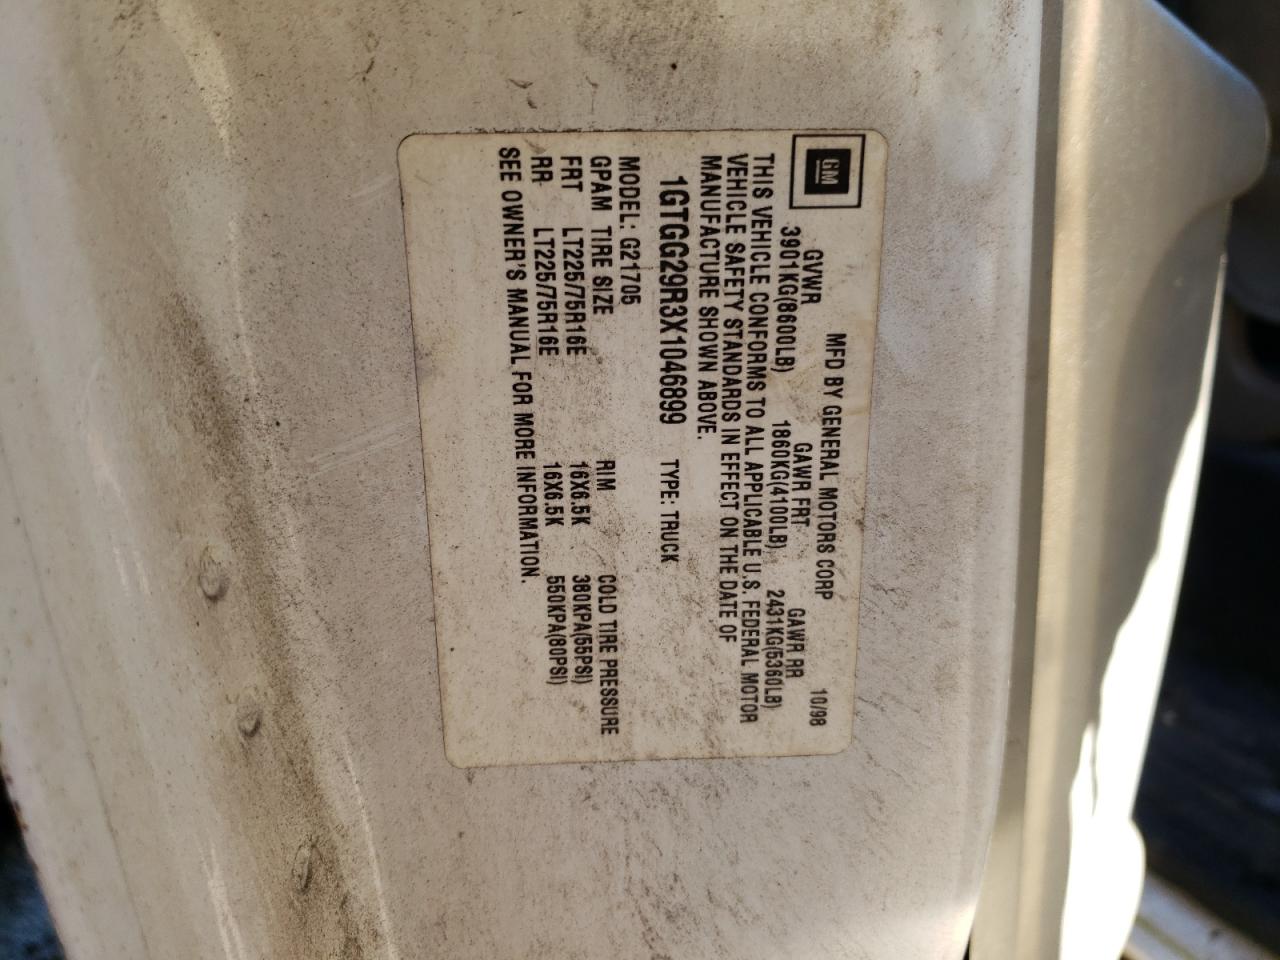 GM
MFD BY GENERAL MOTORS CORP 10/98
GVWR GAWR FRT GAWR RR
3901KG(8600LB) 1860KG(4100LB) 2431KG(5360LB)
THIS VEHICLE CONFORMS TO ALL APPLICABLE U.S. FEDERAL MOTOR
VEHICLE SAFETY STANDARDS IN EFFECT ON THE DATE OF
MANUFACTURE SHOWN ABOVE.
1GTGG29R3X1046899 TYPE: TRUCK
MODEL: G21705
GPAM TIRE SIZE RIM COLD TIRE PRESSURE
FRT LT225/75R16E 16X6.5K 380KPA(55PSI)
RR LT225/75R16E 16X6.5K 550KPA(80PSI)
SEE OWNER'S MANUAL FOR MORE INFORMATION.